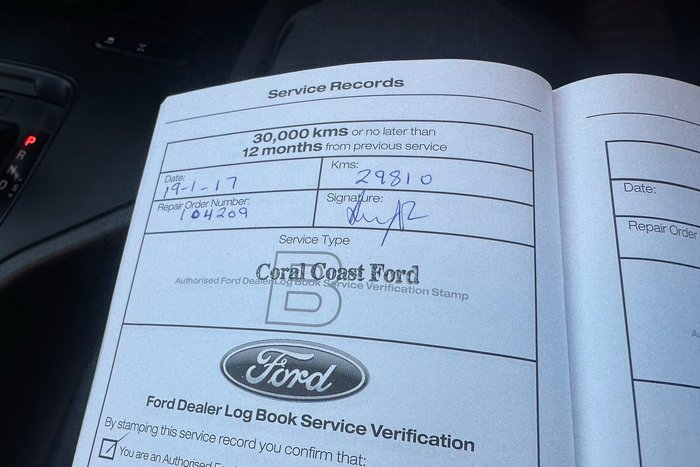 Service Records
30,000 kms or no later than
12 months from previous service
Date: 19-1-17
Kms: 29810
Repair Order Number: 104209
Signature:
Service Type
B
Coral Coast Ford
Authorised Ford Dealer Log Book Service Verification Stamp
Ford
Ford Dealer Log Book Service Verification
By stamping this service record you confirm that:
You are an Authorised
Date:
Repair Order
P
R
N
D
S